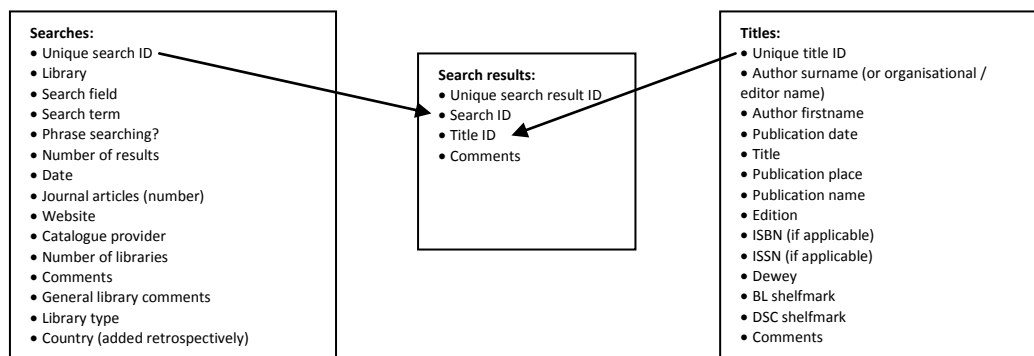 Searches:
• Unique search ID
• Library
• Search field
• Search term
• Phrase searching?
• Number of results
• Date
• Journal articles (number)
• Website
• Catalogue provider
• Number of libraries
• Comments
• General library comments
• Library type
• Country (added retrospectively)
Search results:
• Unique search result ID
• Search ID
• Title ID
• Comments
Titles:
• Unique title ID
• Author surname (or organisational /
editor name)
• Author firstname
• Publication date
• Title
• Publication place
• Publication name
• Edition
• ISBN (if applicable)
• ISSN (if applicable)
• Dewey
• BL shelfmark
• DSC shelfmark
• Comments